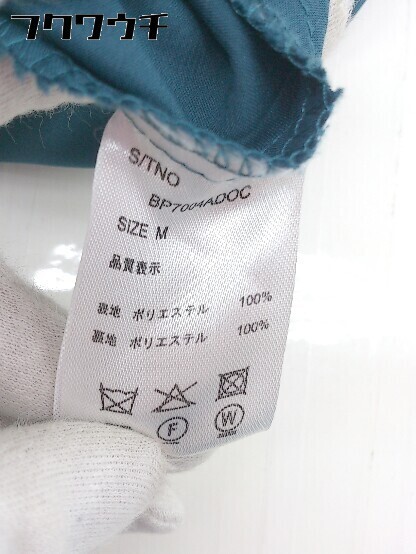 フクワウチ
S/TNO
BP7004ADOC
SIZE M
品質表示
表地 ポリエステル 100%
裏地 ポリエステル 100%
F W